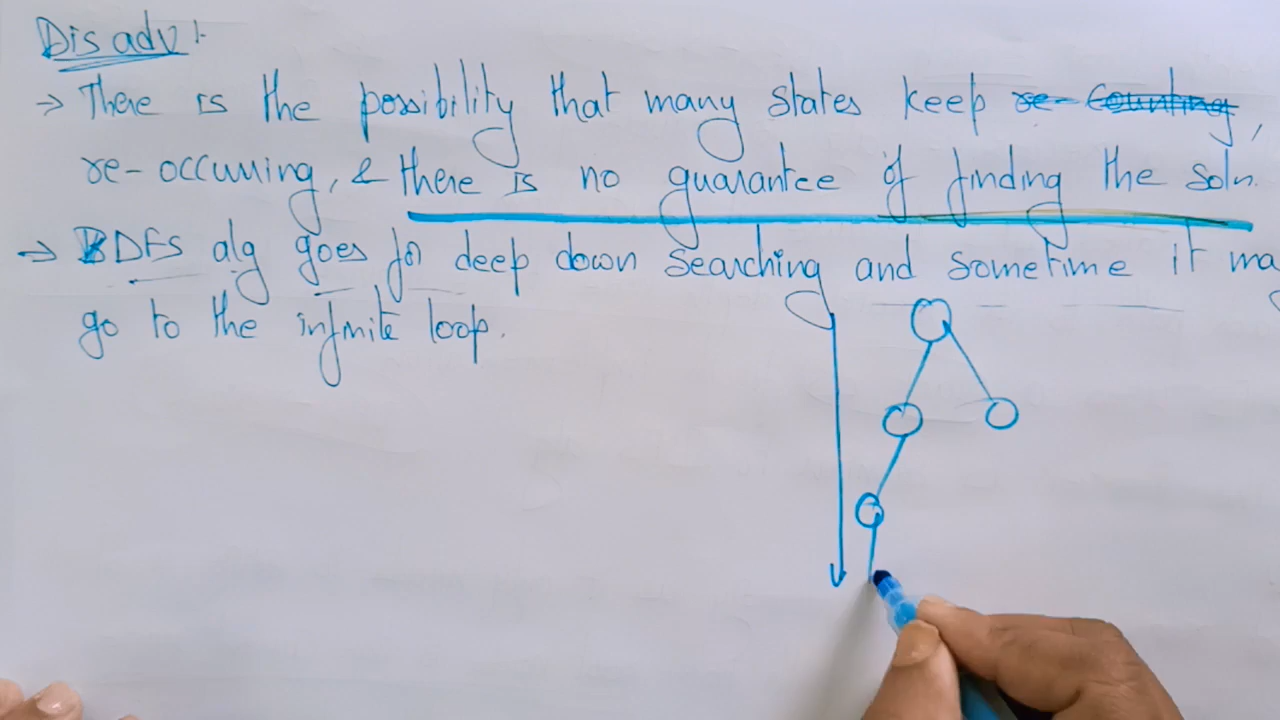 Dis adv :-
→ There is the possibility that many states keep re- Counting,
re-occurring, & there is no guarantee of finding the soln.
→ DFS alg goes for deep down searching and sometime it may
go to the infinite loop.